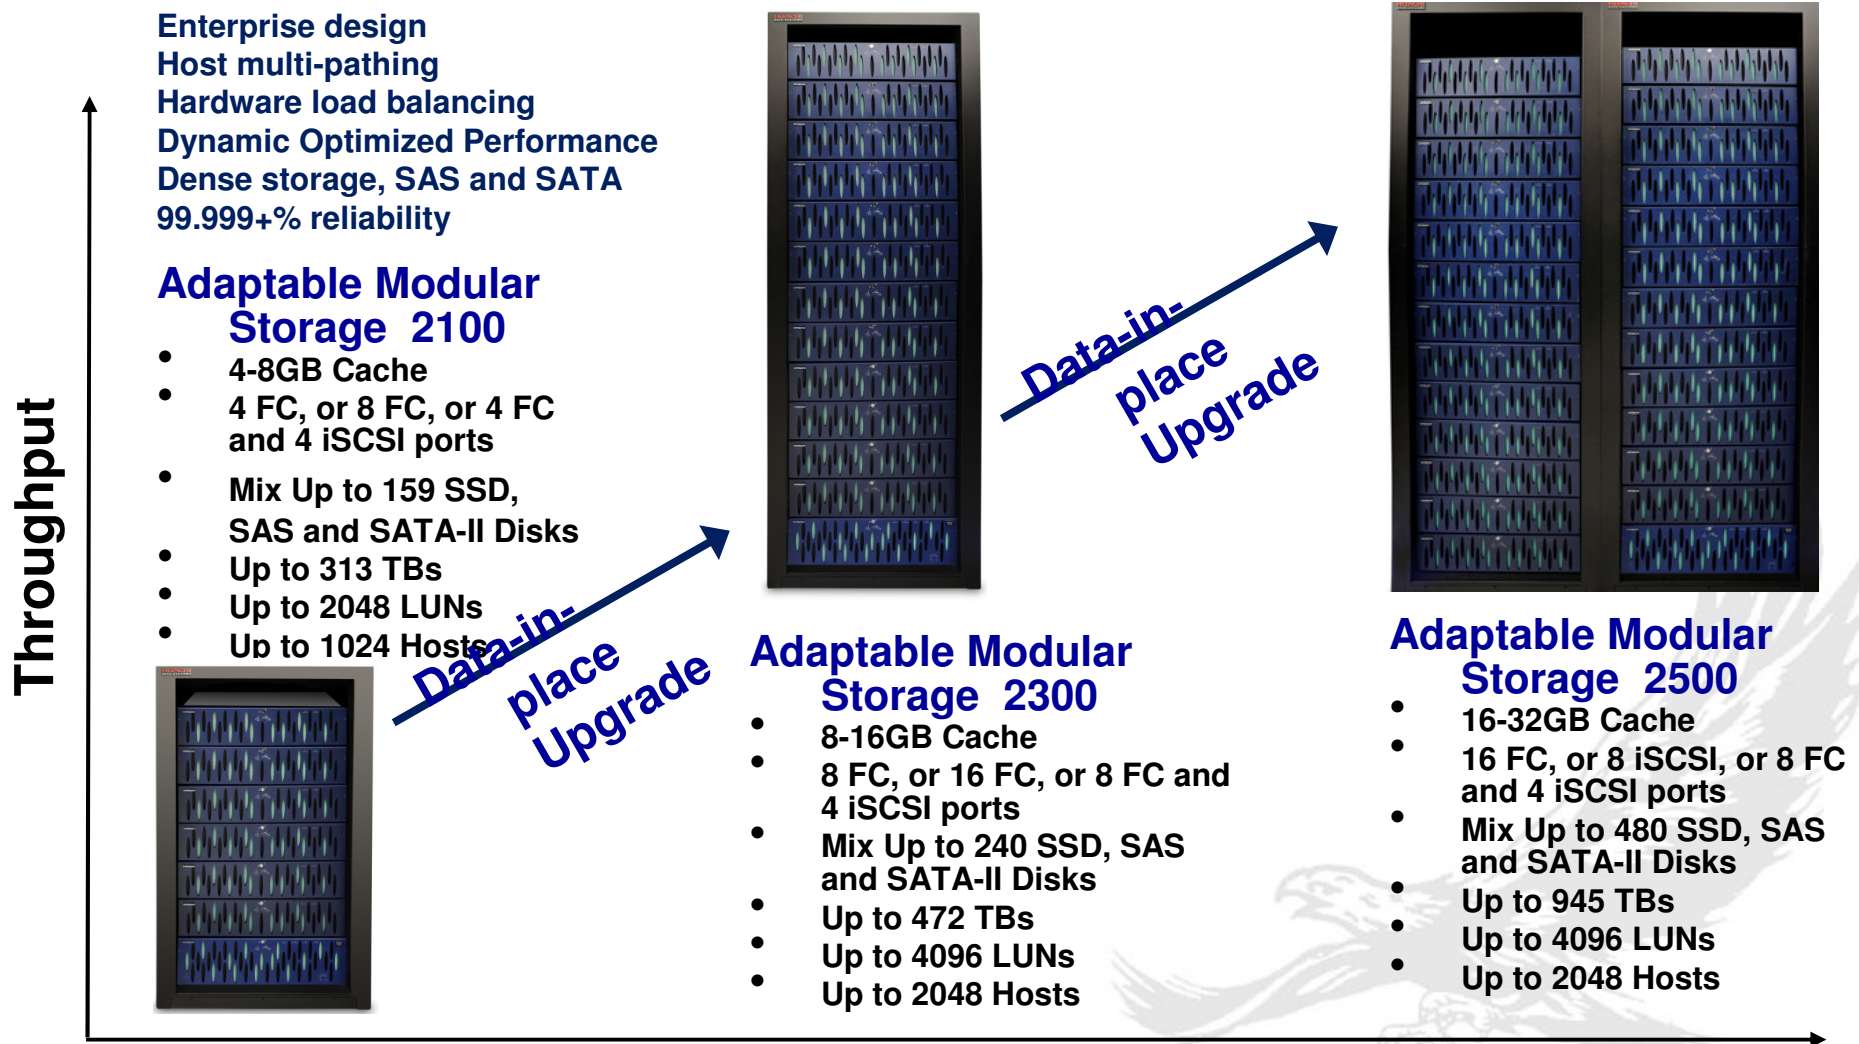 Enterprise design
Host multi-pathing
Hardware load balancing
Dynamic Optimized Performance
Dense storage, SAS and SATA
99.999+% reliability
Throughput
Adaptable Modular
Storage 2100
• 4-8GB Cache
• 4 FC, or 8 FC, or 4 FC
and 4 iSCSI ports
• Mix Up to 159 SSD,
SAS and SATA-II Disks
• Up to 313 TBs
• Up to 2048 LUNs
• Up to 1024 Hosts
Data-in-
place
Upgrade
Adaptable Modular
Storage 2300
• 8-16GB Cache
• 8 FC, or 16 FC, or 8 FC and
4 iSCSI ports
• Mix Up to 240 SSD, SAS
and SATA-II Disks
• Up to 472 TBs
• Up to 4096 LUNs
• Up to 2048 Hosts
Data-in-
place
Upgrade
Adaptable Modular
Storage 2500
• 16-32GB Cache
• 16 FC, or 8 iSCSI, or 8 FC
and 4 iSCSI ports
• Mix Up to 480 SSD, SAS
and SATA-II Disks
• Up to 945 TBs
• Up to 4096 LUNs
• Up to 2048 Hosts